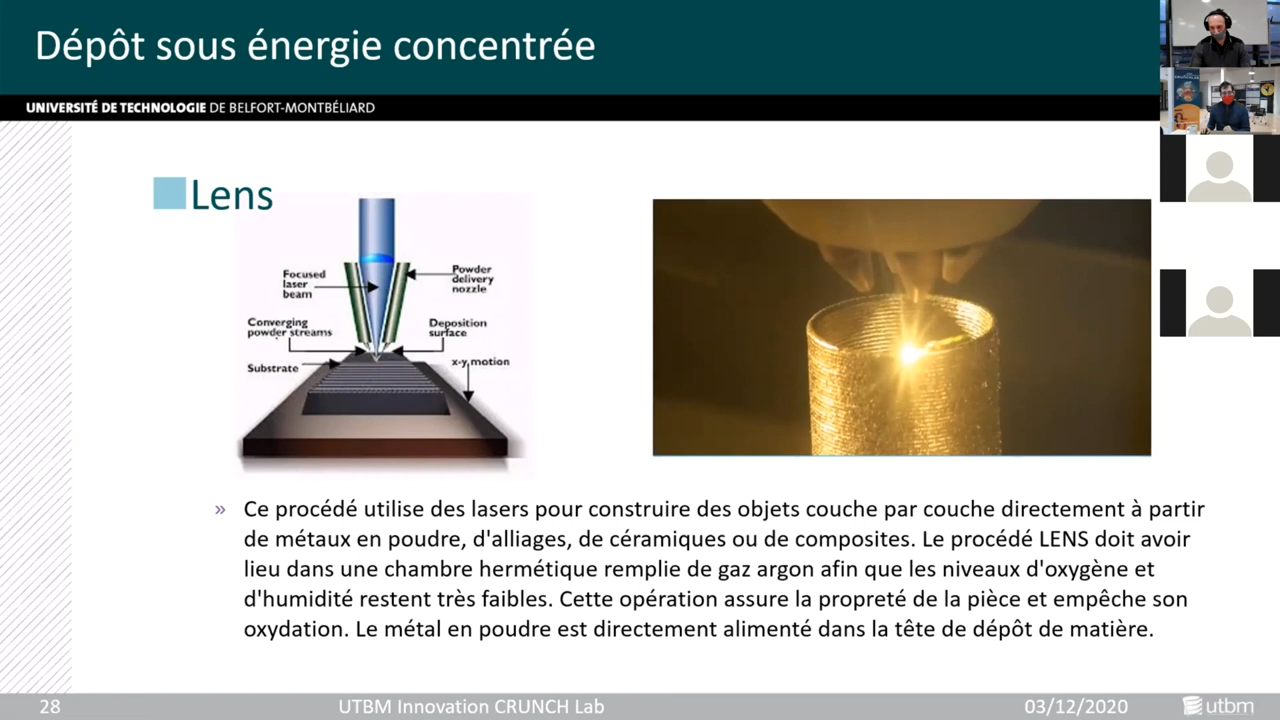 Dépôt sous énergie concentrée
UNIVERSITÉ DE TECHNOLOGIE DE BELFORT-MONTBÉLIARD
Lens
Focused
laser
beam
Powder
delivery
nozzle
Converging
powder streams
Deposition
surface
Substrate
x-y motion
» Ce procédé utilise des lasers pour construire des objets couche par couche directement à partir
de métaux en poudre, d'alliages, de céramiques ou de composites. Le procédé LENS doit avoir
lieu dans une chambre hermétique remplie de gaz argon afin que les niveaux d'oxygène et
d'humidité restent très faibles. Cette opération assure la propreté de la pièce et empêche son
oxydation. Le métal en poudre est directement alimenté dans la tête de dépôt de matière.
28
UTBM Innovation CRUNCH Lab
03/12/2020
utbm